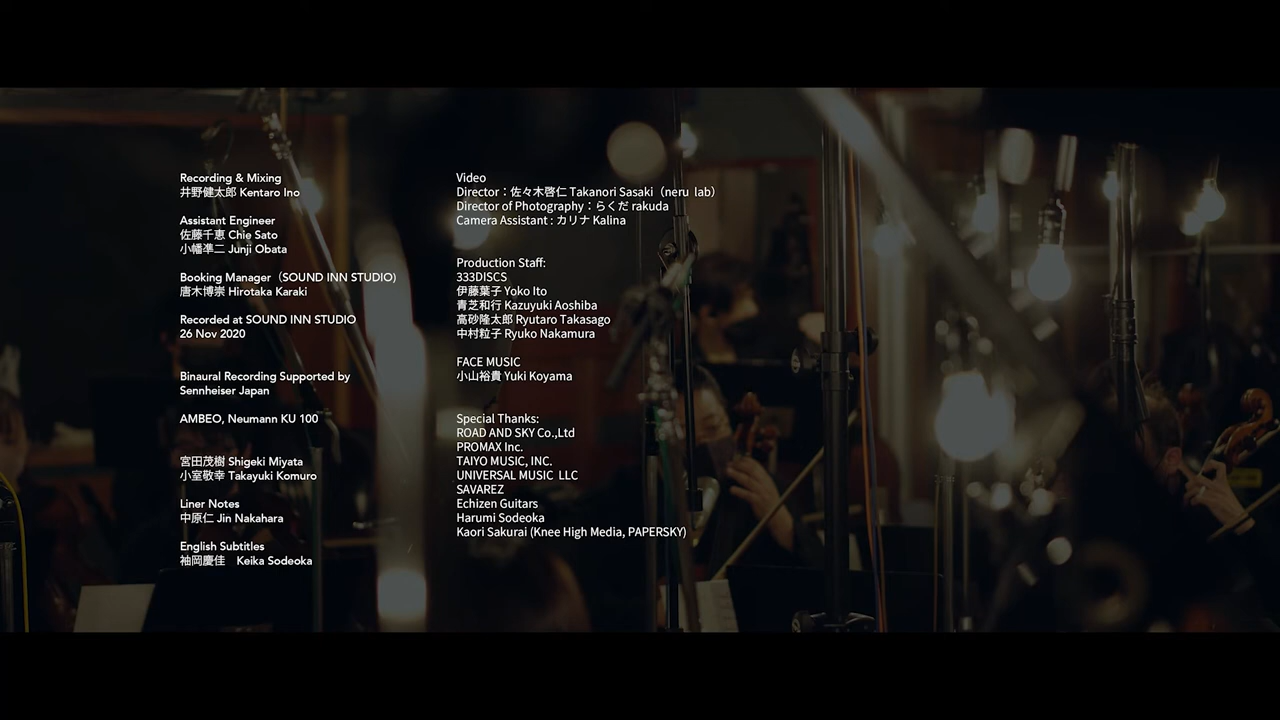 Recording & Mixing
井野健太郎 Kentaro Ino
Assistant Engineer
佐藤千恵 Chie Sato
小幡凖二 Junji Obata
Booking Manager（SOUND INN STUDIO)
唐木博崇 Hirotaka Karaki
Recorded at SOUND INN STUDIO
26 Nov 2020
Binaural Recording Supported by
Sennheiser Japan
AMBEO, Neumann KU 100
宮田茂樹 Shigeki Miyata
小室敬幸 Takayuki Komuro
Liner Notes
中原仁 Jin Nakahara
English Subtitles
袖岡慶佳　Keika Sodeoka
Video
Director：佐々木啓仁 Takanori Sasaki（neru lab）
Director of Photography：らくだ rakuda
Camera Assistant : カリナ Kalina
Production Staff:
333DISCS
伊藤葉子 Yoko Ito
青芝和行 Kazuyuki Aoshiba
高砂隆太郎 Ryutaro Takasago
中村粒子 Ryuko Nakamura
FACE MUSIC
小山裕貴 Yuki Koyama
Special Thanks:
ROAD AND SKY Co.,Ltd
PROMAX Inc.
TAIYO MUSIC, INC.
UNIVERSAL MUSIC LLC
SAVAREZ
Echizen Guitars
Harumi Sodeoka
Kaori Sakurai (Knee High Media, PAPERSKY)